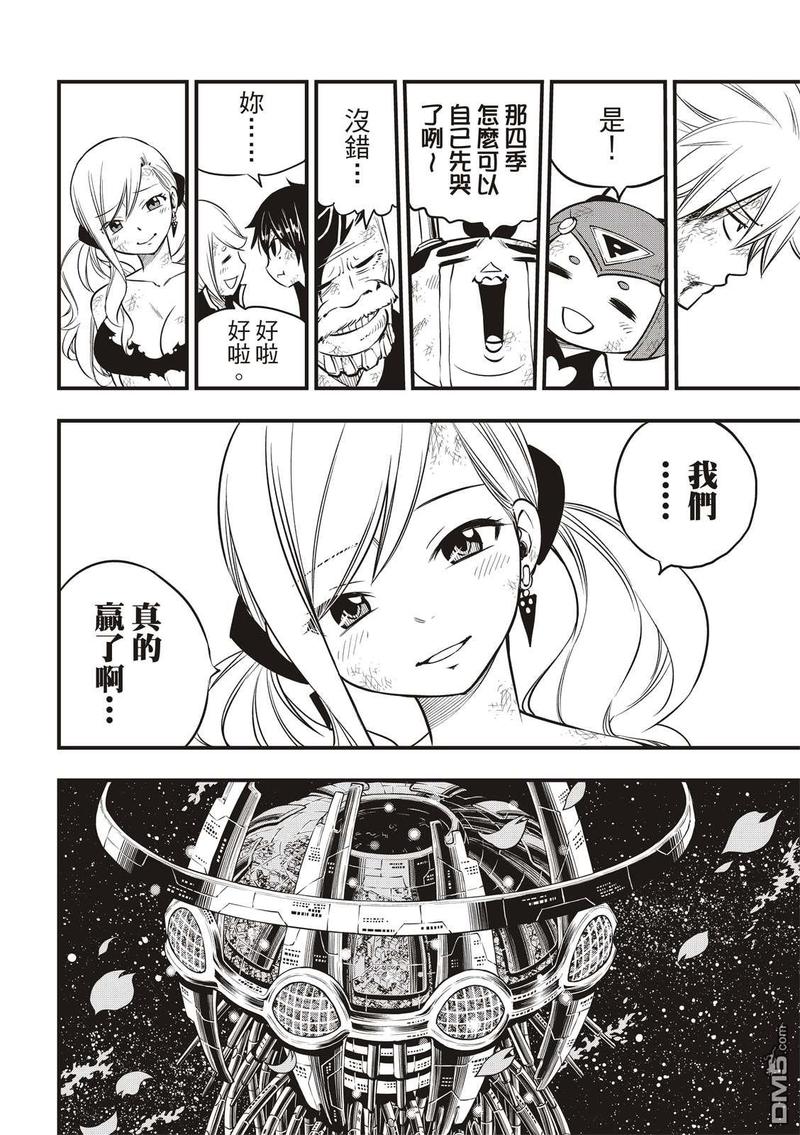 是！
那四季
怎麼可以
自己先哭
了咧～
沒錯…
妳……
好啦
好啦。
我們
……
真的
贏了啊…
DM5.com